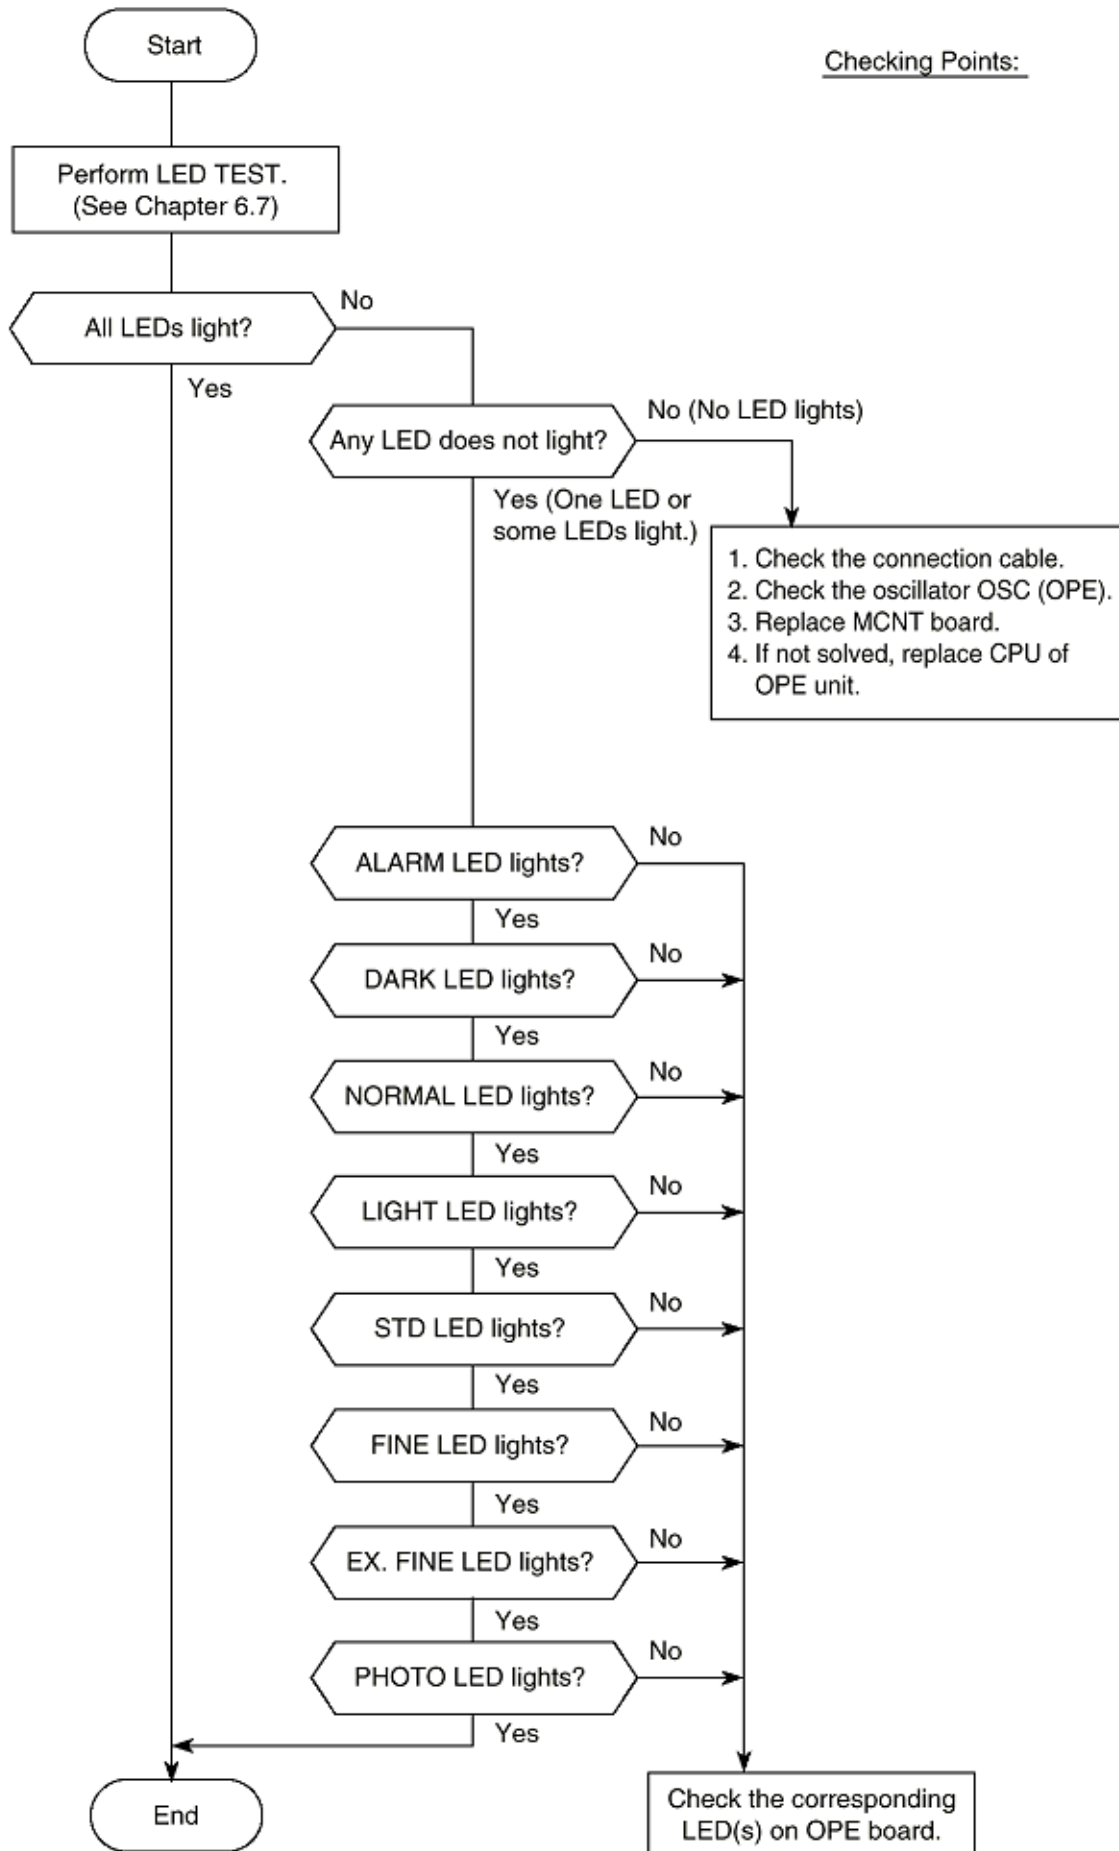 Start
Checking Points:
Perform LED TEST.
(See Chapter 6.7)
All LEDs light?
No
Yes
Any LED does not light?
No (No LED lights)
Yes (One LED or
some LEDs light.)
1. Check the connection cable.
2. Check the oscillator OSC (OPE).
3. Replace MCNT board.
4. If not solved, replace CPU of
OPE unit.
ALARM LED lights?
No
Yes
DARK LED lights?
No
Yes
NORMAL LED lights?
No
Yes
LIGHT LED lights?
No
Yes
STD LED lights?
No
Yes
FINE LED lights?
No
Yes
EX. FINE LED lights?
No
Yes
PHOTO LED lights?
No
Yes
End
Check the corresponding
LED(s) on OPE board.